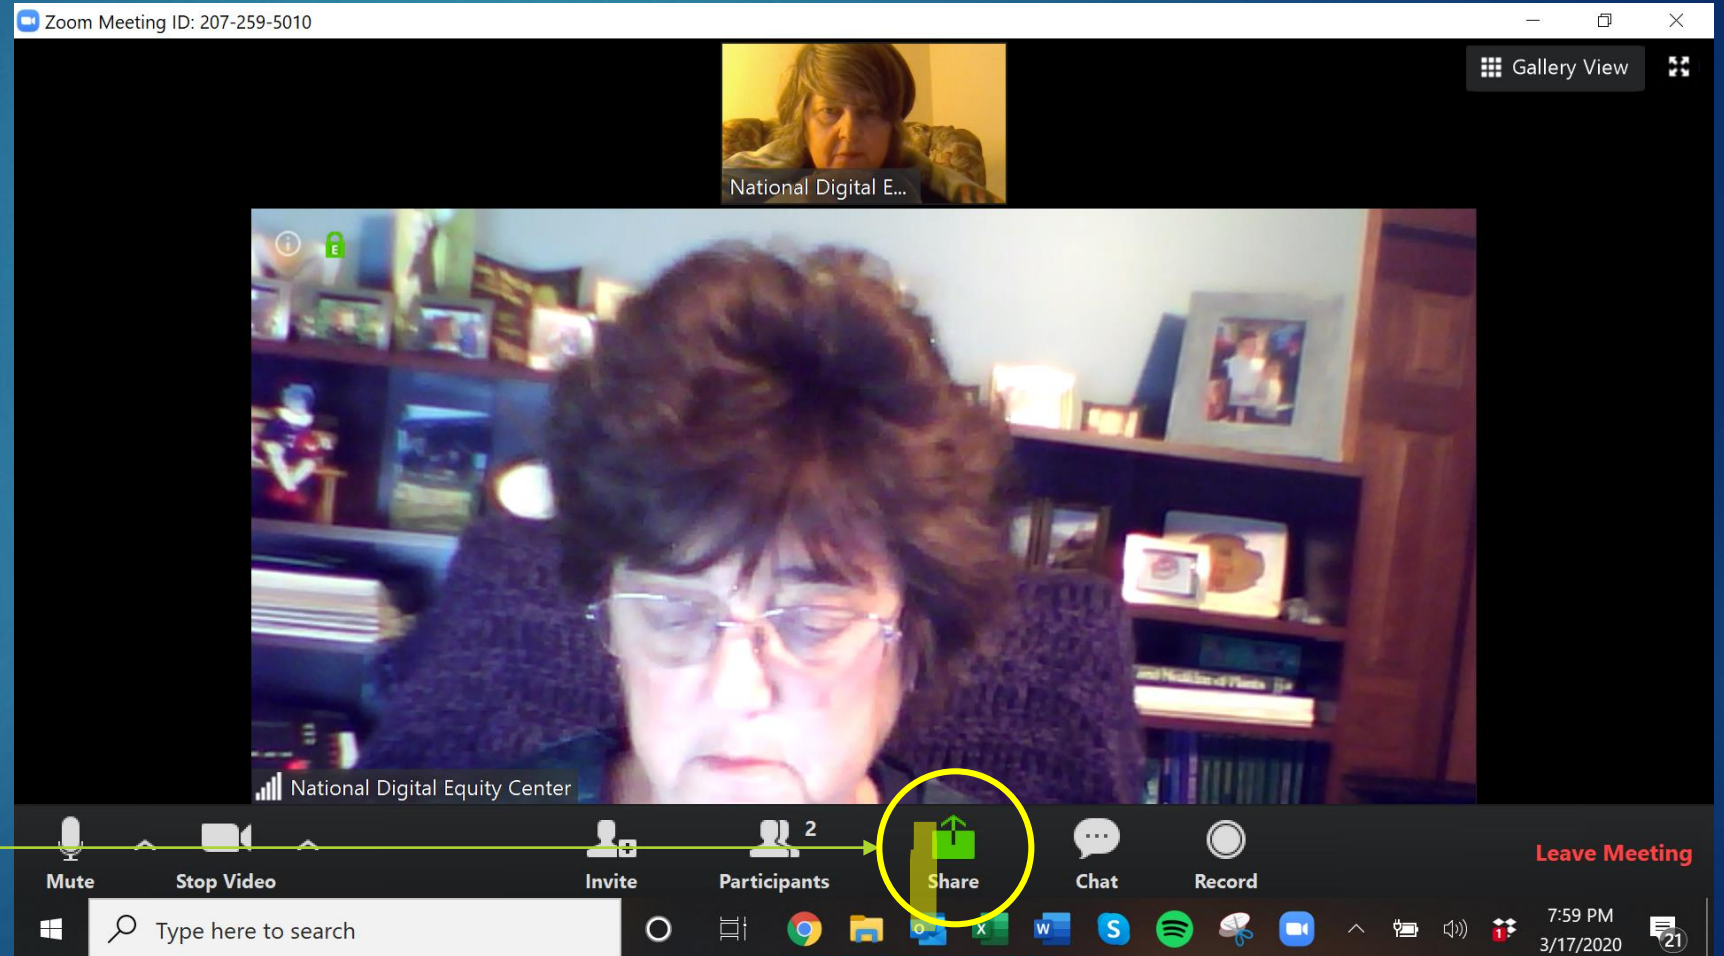 Zoom Meeting ID: 207-259-5010
Gallery View
National Digital E...
E
National Digital Equity Center
2
Mute
Stop Video
Invite
Participants
Share
Chat
Record
Leave Meeting
Type here to search
7:59 PM
3/17/2020
1
21